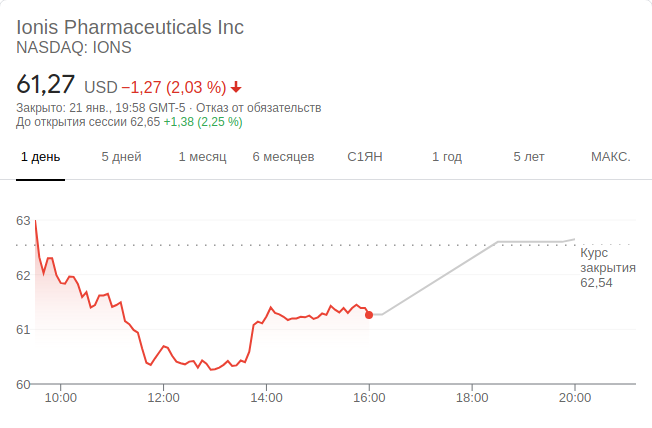 Ionis Pharmaceuticals Inc
NASDAQ: IONS
61,27 USD −1,27 (2,03 %)
Закрыто: 21 янв., 19:58 GMT-5 · Отказ от обязательств
До открытия сессии 62,65 +1,38 (2,25 %)
1 день 5 дней 1 месяц 6 месяцев С1ЯН 1 год 5 лет МАКС.
63
62
61
60
Курс
закрытия
62,54
10:00 12:00 14:00 16:00 18:00 20:00